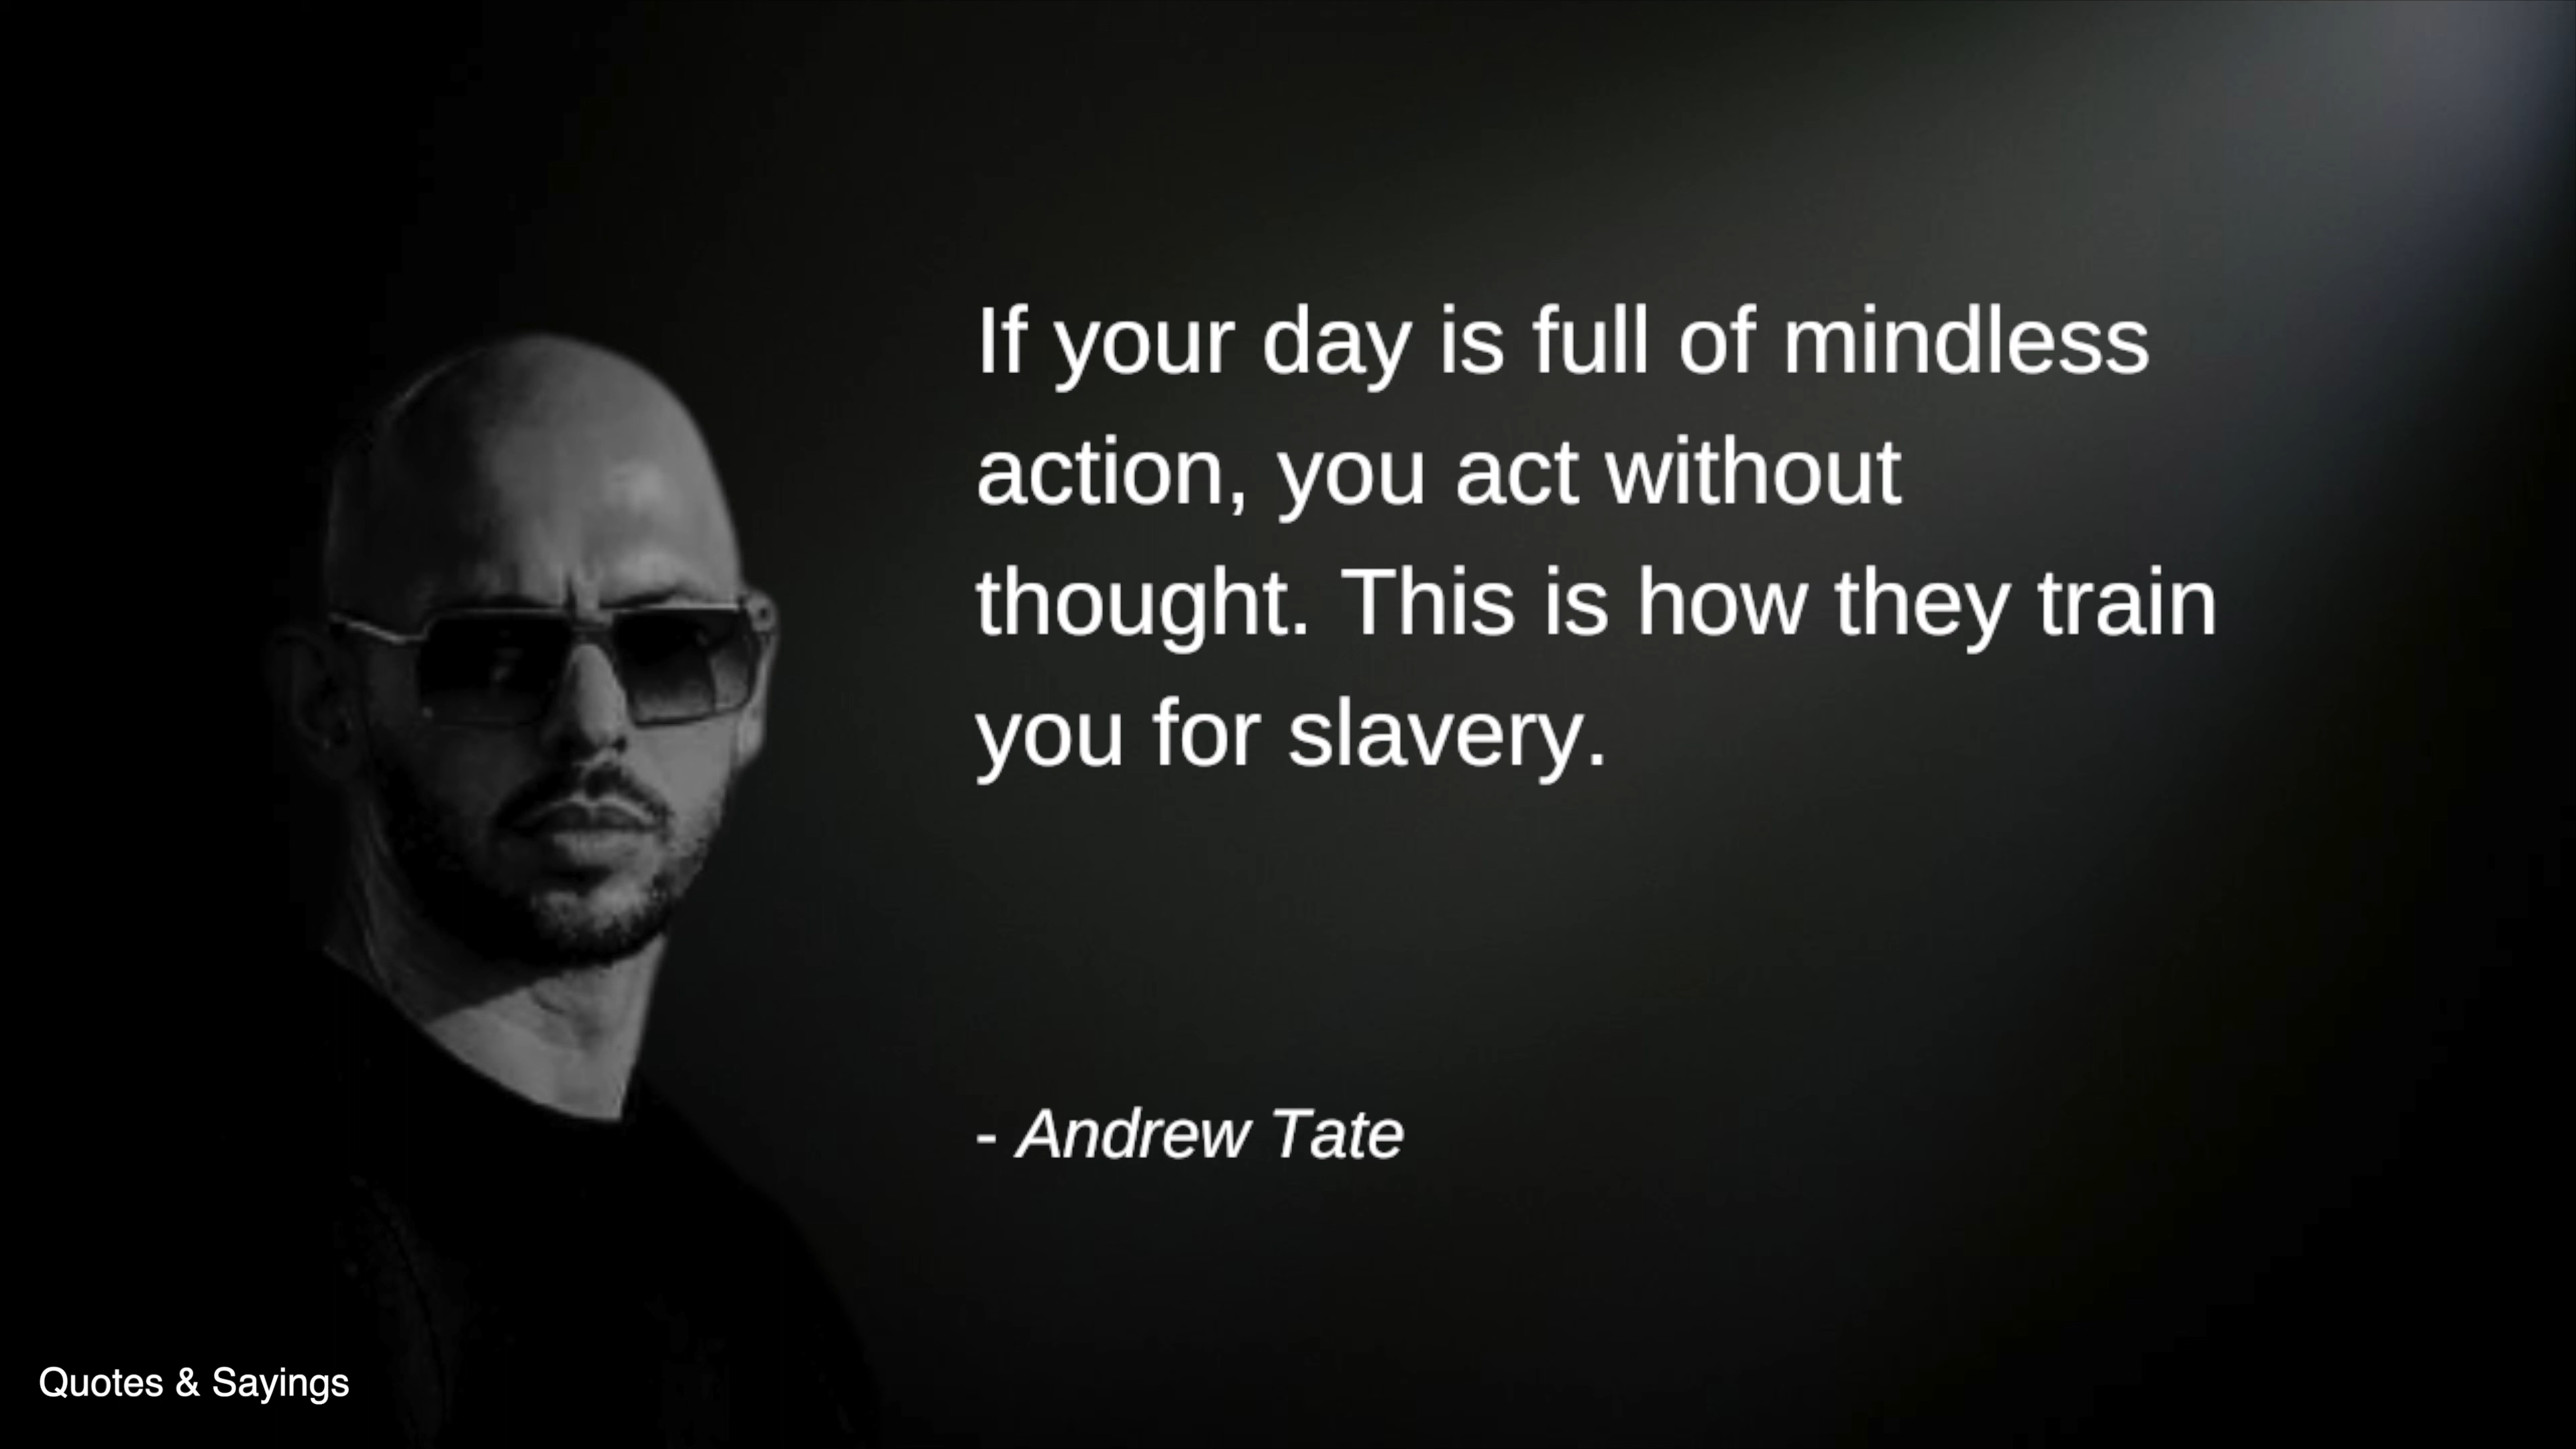 If your day is full of mindless
action, you act without
thought. This is how they train
you for slavery.
- Andrew Tate
Quotes & Sayings